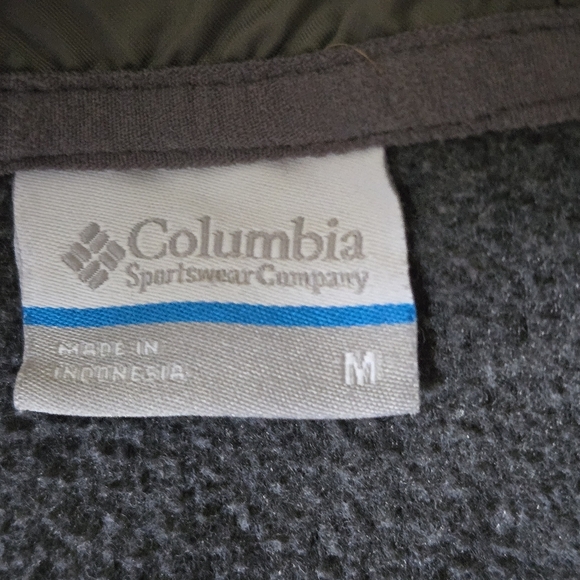 Columbia
Sportswear Company
MADE IN
INDONESIA
M